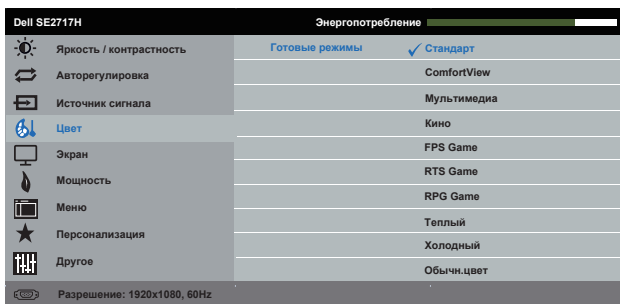 Dell SE2717H
Энергопотребление
Яркость / контрастность
Готовые режимы
Стандарт
Авторегулировка
ComfortView
Источник сигнала
Мультимедиа
Цвет
Кино
Экран
FPS Game
Мощность
RTS Game
Меню
RPG Game
Персонализация
Теплый
Другое
Холодный
Обычн.цвет
Разрешение: 1920x1080, 60Hz